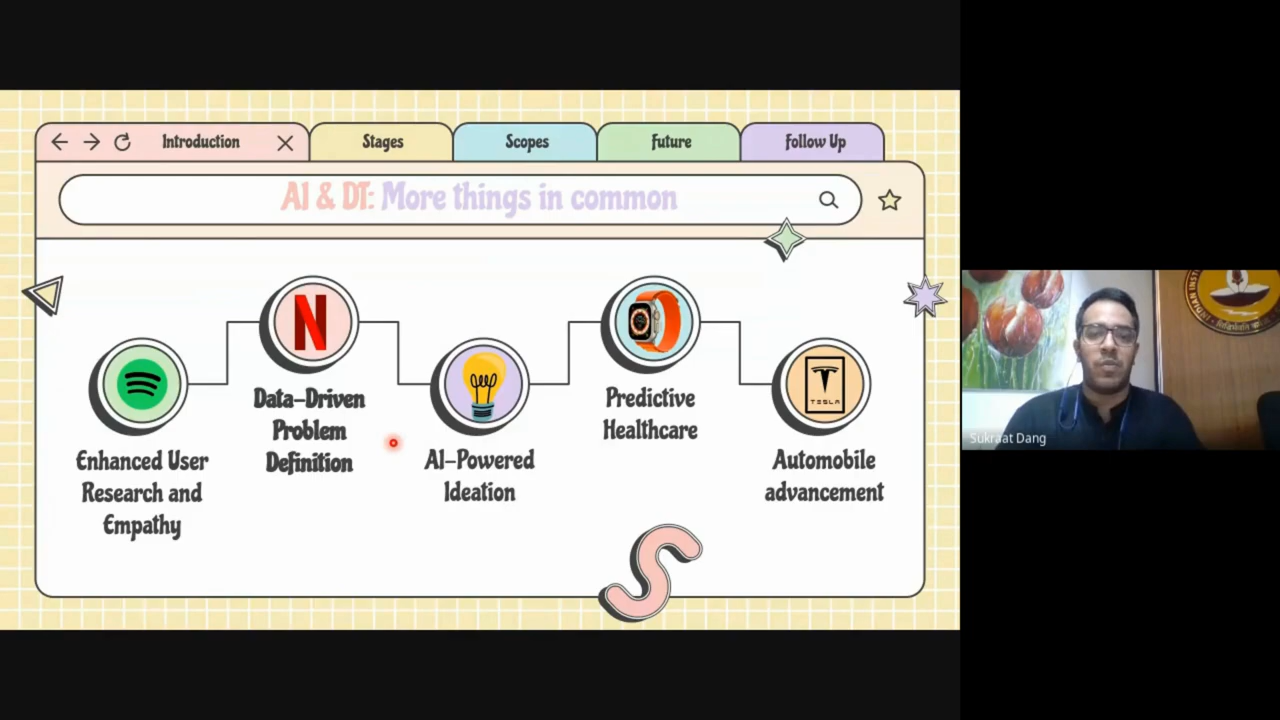 Introduction
Stages
Scopes
Future
Follow Up
AI & DT: More things in common
Enhanced User
Research and
Empathy
N
Data-Driven
Problem
Definition
AI-Powered
Ideation
Predictive
Healthcare
TESLA
Automobile
advancement
Sukraat Dang